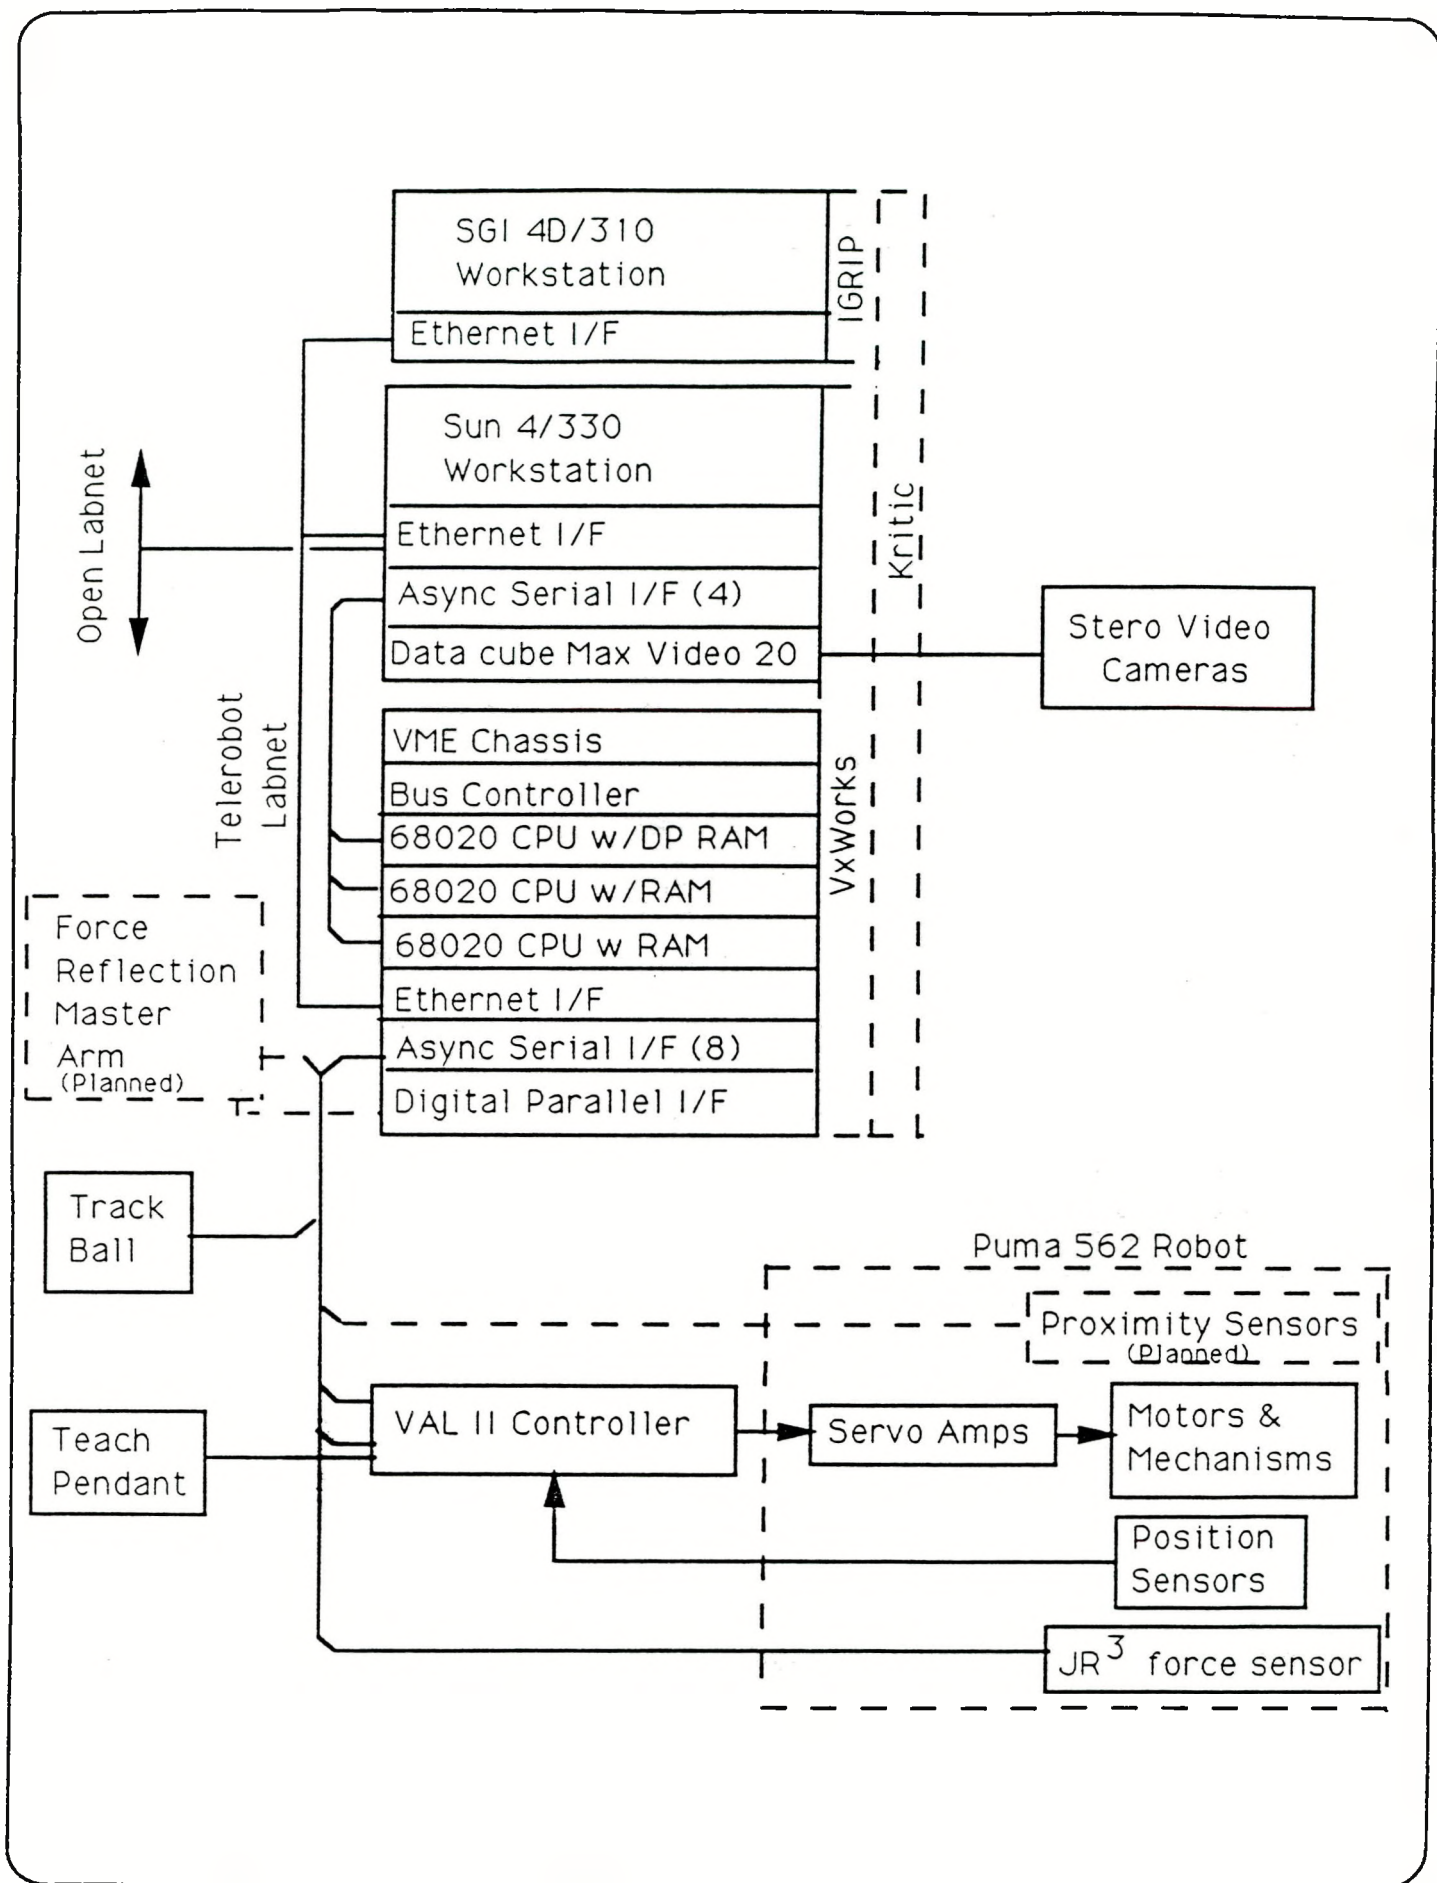 SGI 4D/310
Workstation
Ethernet I/F
IGRIP
Sun 4/330
Workstation
Ethernet I/F
Async Serial I/F (4)
Data cube Max Video 20
Open Labnet
Kritic
Stero Video
Cameras
Telerobot
Labnet
VME Chassis
Bus Controller
68020 CPU w/DP RAM
68020 CPU w/RAM
68020 CPU w RAM
Ethernet I/F
Async Serial I/F (8)
Digital Parallel I/F
VxWorks
Force
Reflection
Master
Arm
(Planned)
Track
Ball
Puma 562 Robot
Proximity Sensors
(Planned)
Teach
Pendant
VAL II Controller
Servo Amps
Motors &
Mechanisms
Position
Sensors
JR³ force sensor